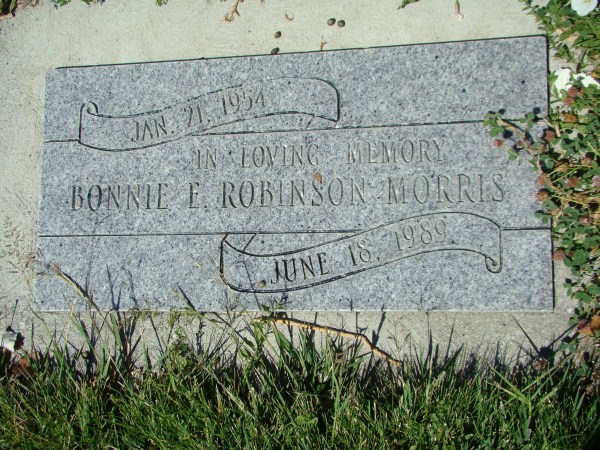 JAN. 21, 1954
IN LOVING MEMORY
BONNIE E. ROBINSON MORRIS
JUNE 18, 1989